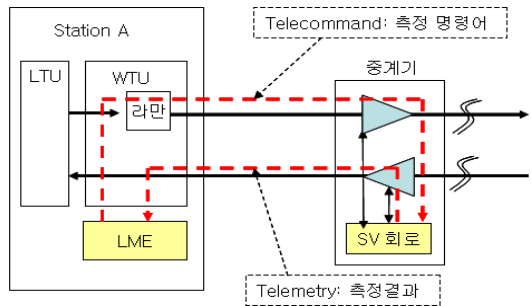 Station A
Telecommand: 측정 명령어
LTU
WTU
라만
중계기
LME
SV 회로
Telemetry: 측정결과